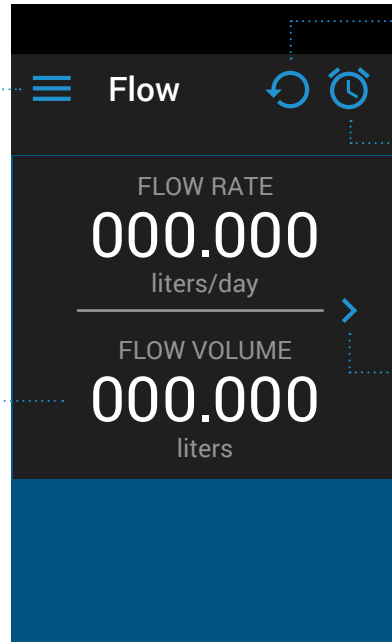 Flow
FLOW RATE
000.000
liters/day
FLOW VOLUME
000.000
liters